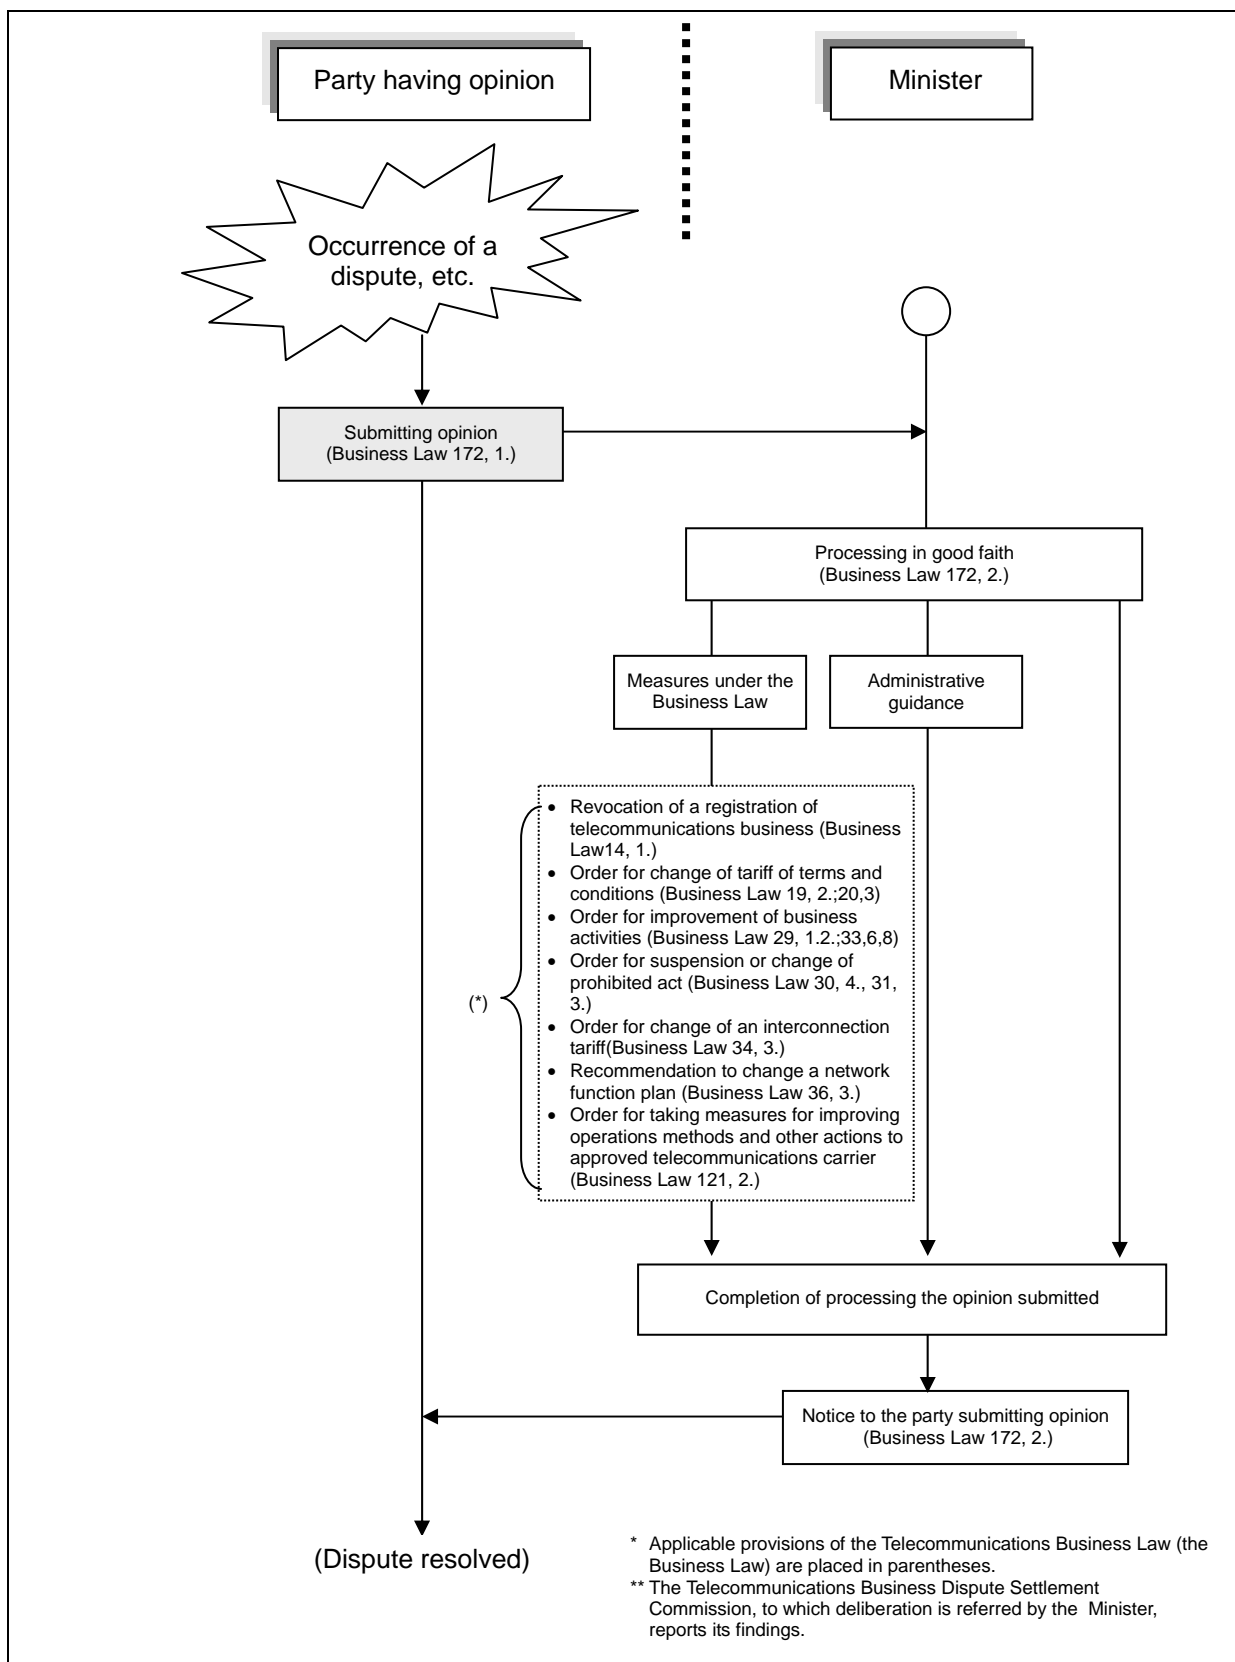 Party having opinion
Minister
Occurrence of a
dispute, etc.
Submitting opinion
(Business Law 172, 1.)
Processing in good faith
(Business Law 172, 2.)
Measures under the
Business Law
Administrative
guidance
(*)
• Revocation of a registration of
telecommunications business (Business
Law14, 1.)
• Order for change of tariff of terms and
conditions (Business Law 19, 2.;20,3)
• Order for improvement of business
activities (Business Law 29, 1.2.;33,6,8)
• Order for suspension or change of
prohibited act (Business Law 30, 4., 31,
3.)
• Order for change of an interconnection
tariff(Business Law 34, 3.)
• Recommendation to change a network
function plan (Business Law 36, 3.)
• Order for taking measures for improving
operations methods and other actions to
approved telecommunications carrier
(Business Law 121, 2.)
Completion of processing the opinion submitted
Notice to the party submitting opinion
(Business Law 172, 2.)
(Dispute resolved)
* Applicable provisions of the Telecommunications Business Law (the
Business Law) are placed in parentheses.
** The Telecommunications Business Dispute Settlement
Commission, to which deliberation is referred by the Minister,
reports its findings.